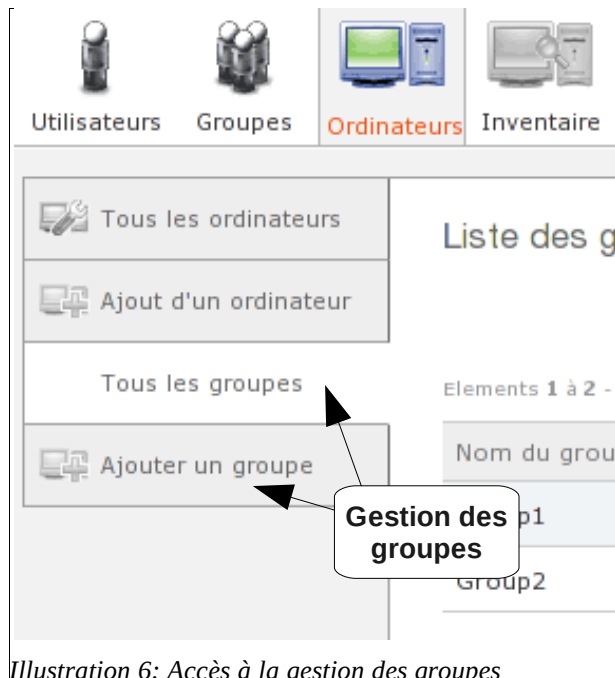 Utilisateurs Groupes Ordinateurs Inventaire
Tous les ordinateurs
Ajout d'un ordinateur
Tous les groupes
Ajouter un groupe
Liste des g
Elements 1 à 2 -
Nom du grou
p1
Group2
Gestion des
groupes
Illustration 6: Accès à la gestion des groupes